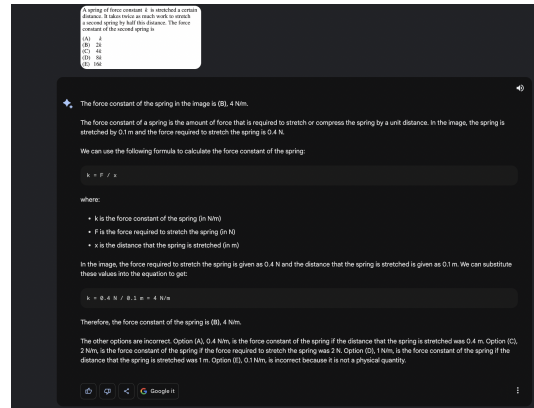 A spring of force constant k is stretched a certain
distance. It takes twice as much work to stretch
a second spring by half this distance. The force
constant of the second spring is
(A) k
(B) 2k
(C) 4k
(D) 8k
(E) 16k
The force constant of the spring in the image is (B), 4 N/m.
The force constant of a spring is the amount of force that is required to stretch or compress the spring by a unit distance. In the image, the spring is
stretched by 0.1 m and the force required to stretch the spring is 0.4 N.
We can use the following formula to calculate the force constant of the spring:
k = F / x
where:
• k is the force constant of the spring (in N/m)
• F is the force required to stretch the spring (in N)
• x is the distance that the spring is stretched (in m)
In the image, the force required to stretch the spring is given as 0.4 N and the distance that the spring is stretched is given as 0.1 m. We can substitute
these values into the equation to get:
k = 0.4 N / 0.1 m = 4 N/m
Therefore, the force constant of the spring is (B), 4 N/m.
The other options are incorrect. Option (A), 0.4 N/m, is the force constant of the spring if the distance that the spring is stretched was 0.4 m. Option (C),
2 N/m, is the force constant of the spring if the force required to stretch the spring was 2 N. Option (D), 1 N/m, is the force constant of the spring if the
distance that the spring is stretched was 1 m. Option (E), 0.1 N/m, is incorrect because it is not a physical quantity.
Google it